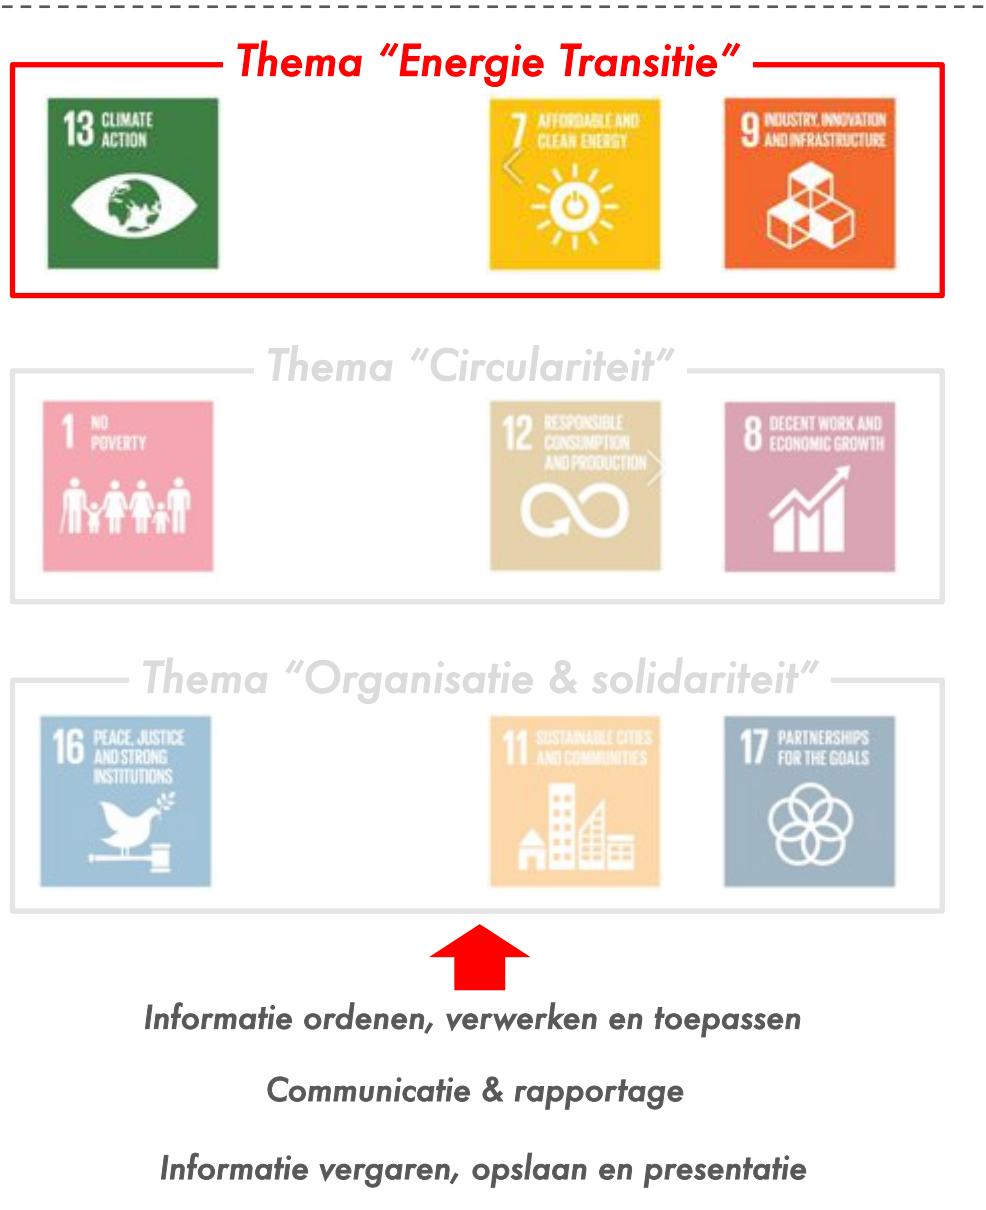 Thema “Energie Transitie”
13 CLIMATE
ACTION
7 AFFORDABLE AND
CLEAN ENERGY
9 INDUSTRY, INNOVATION
AND INFRASTRUCTURE
Thema “Circulariteit”
1 NO
POVERTY
12 RESPONSIBLE
CONSUMPTION
AND PRODUCTION
8 DECENT WORK AND
ECONOMIC GROWTH
Thema “Organisatie & solidariteit”
16 PEACE, JUSTICE
AND STRONG
INSTITUTIONS
11 SUSTAINABLE CITIES
AND COMMUNITIES
17 PARTNERSHIPS
FOR THE GOALS
Informatie ordenen, verwerken en toepassen
Communicatie & rapportage
Informatie vergaren, opslaan en presentatie